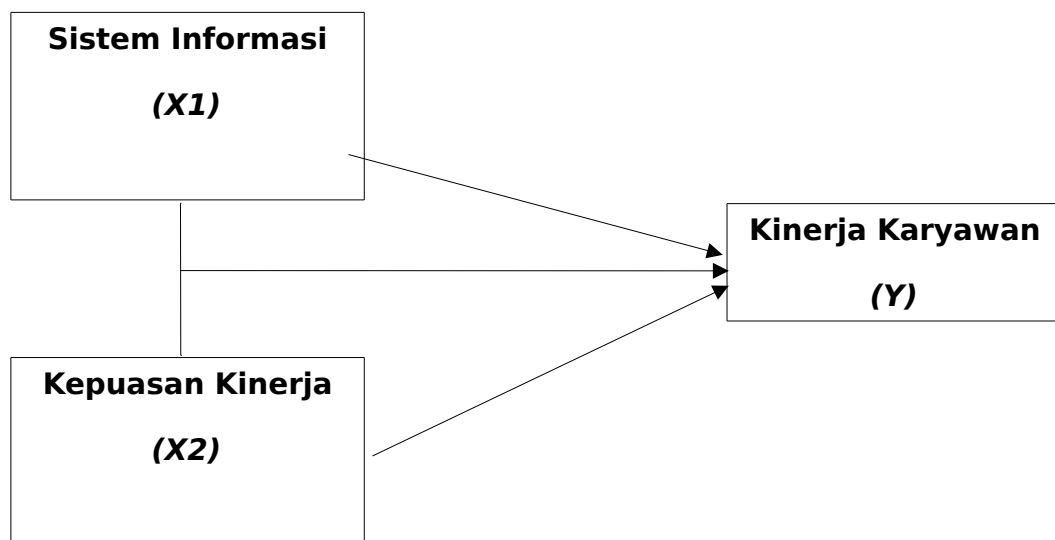 Sistem Informasi
(X1)
Kinerja Karyawan
(Y)
Kepuasan Kinerja
(X2)